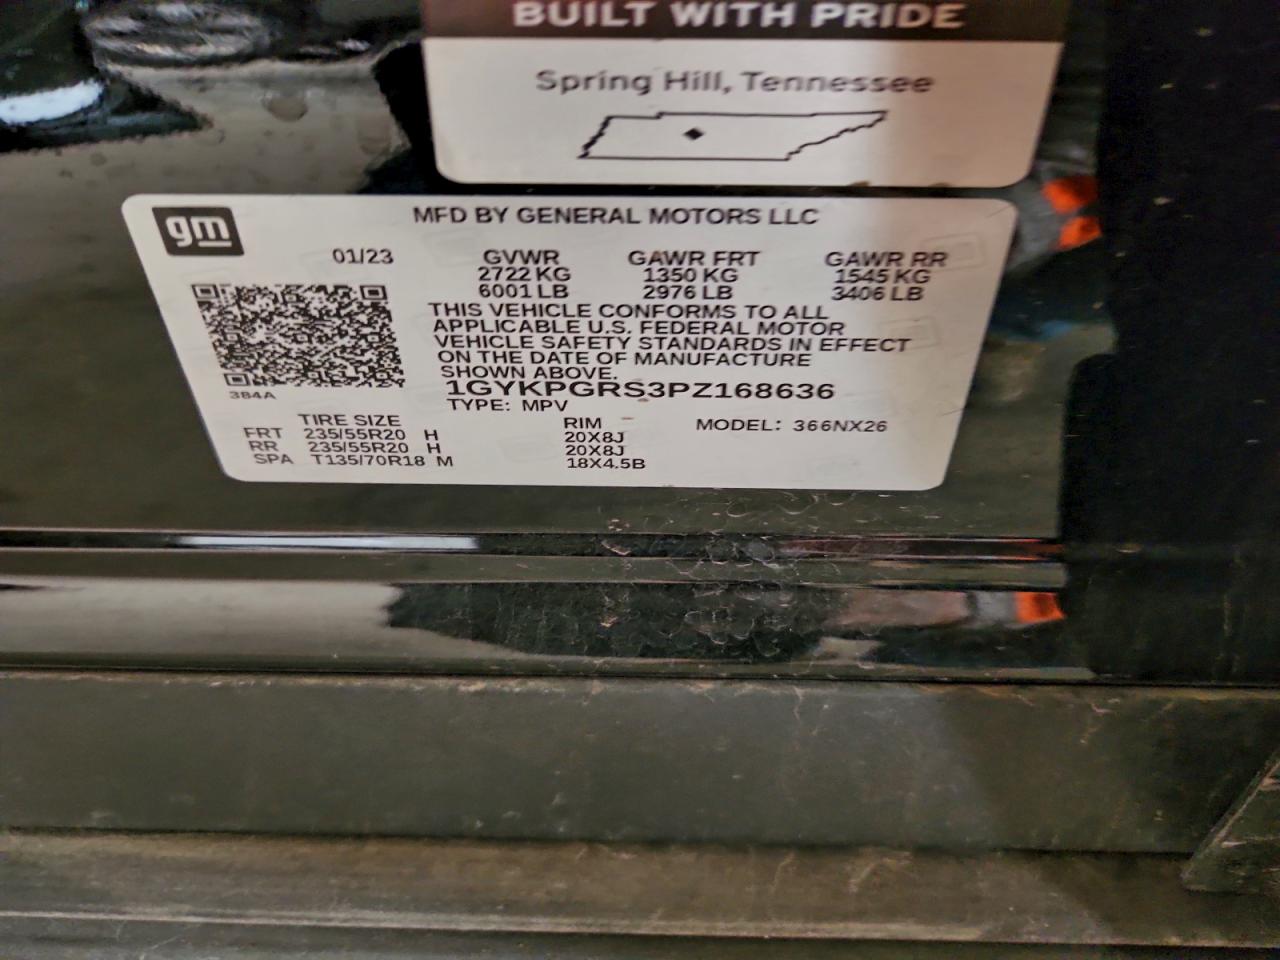 BUILT WITH PRIDE
Spring Hill, Tennessee
gm
MFD BY GENERAL MOTORS LLC
01/23 GVWR GAWR FRT GAWR RR
2722 KG 1350 KG 1545 KG
6001 LB 2976 LB 3406 LB
THIS VEHICLE CONFORMS TO ALL
APPLICABLE U.S. FEDERAL MOTOR
VEHICLE SAFETY STANDARDS IN EFFECT
ON THE DATE OF MANUFACTURE
SHOWN ABOVE.
384A
1GYKPGRS3PZ168636
TYPE: MPV
TIRE SIZE RIM MODEL: 366NX26
FRT 235/55R20 H 20X8J
RR 235/55R20 H 20X8J
SPA T135/70R18 M 18X4.5B